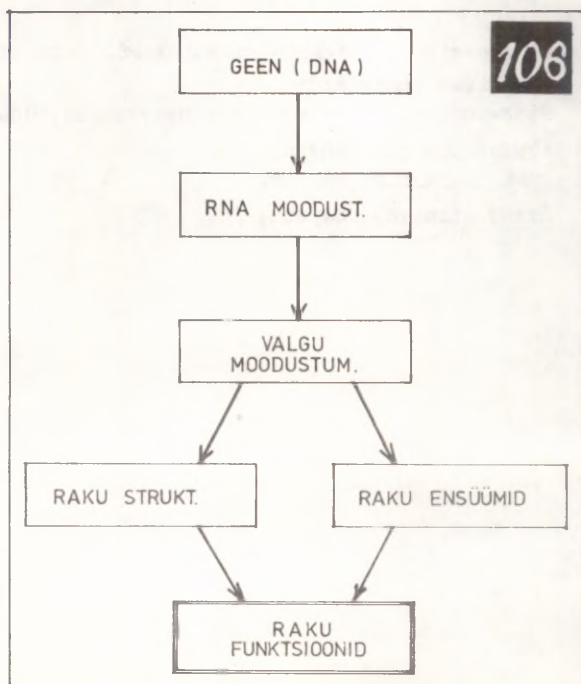 106
GEEN ( DNA )
RNA MOODUST.
VALGU
MOODUSTUM.
RAKU STRUKT.
RAKU ENSÜÜMID
RAKU
FUNKTSIOONID